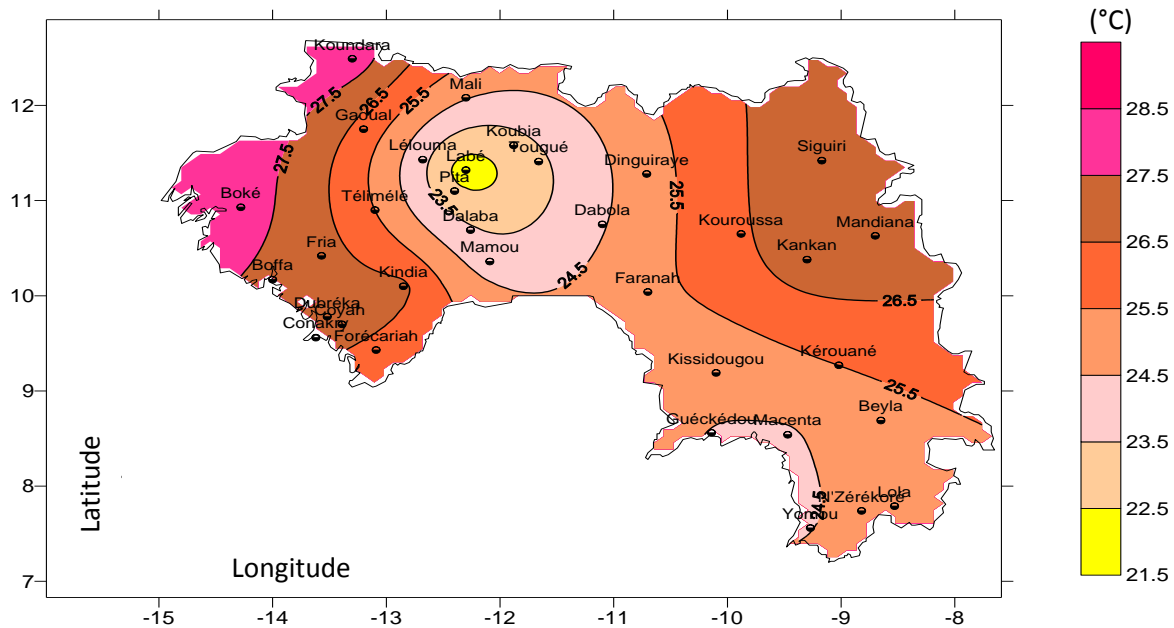 (°C)
Koundara
27.5
26.5
25.5
Mali
12
28.5
Gaoual
Koubia
Lélouma
Tougué
Labé
Siguiri
27.5
27.5
Pita
Dinguiraye
11
Boké
Télimélé
23.5
25.5
Dalaba
Dabola
Kouroussa
Mandiana
26.5
Fria
Mamou
Kankan
Boffa
Kindia
24.5
Faranah
10
26.5
25.5
Dubréka
Coyah
Conakry
Forécariah
Kissidougou
Kérouané
24.5
9
25.5
Beyla
Guéckédou
Macenta
23.5
8
Latitude
24.5
N'Zérékoré
Lola
22.5
Yomou
Longitude
7
21.5
-15 -14 -13 -12 -11 -10 -9 -8